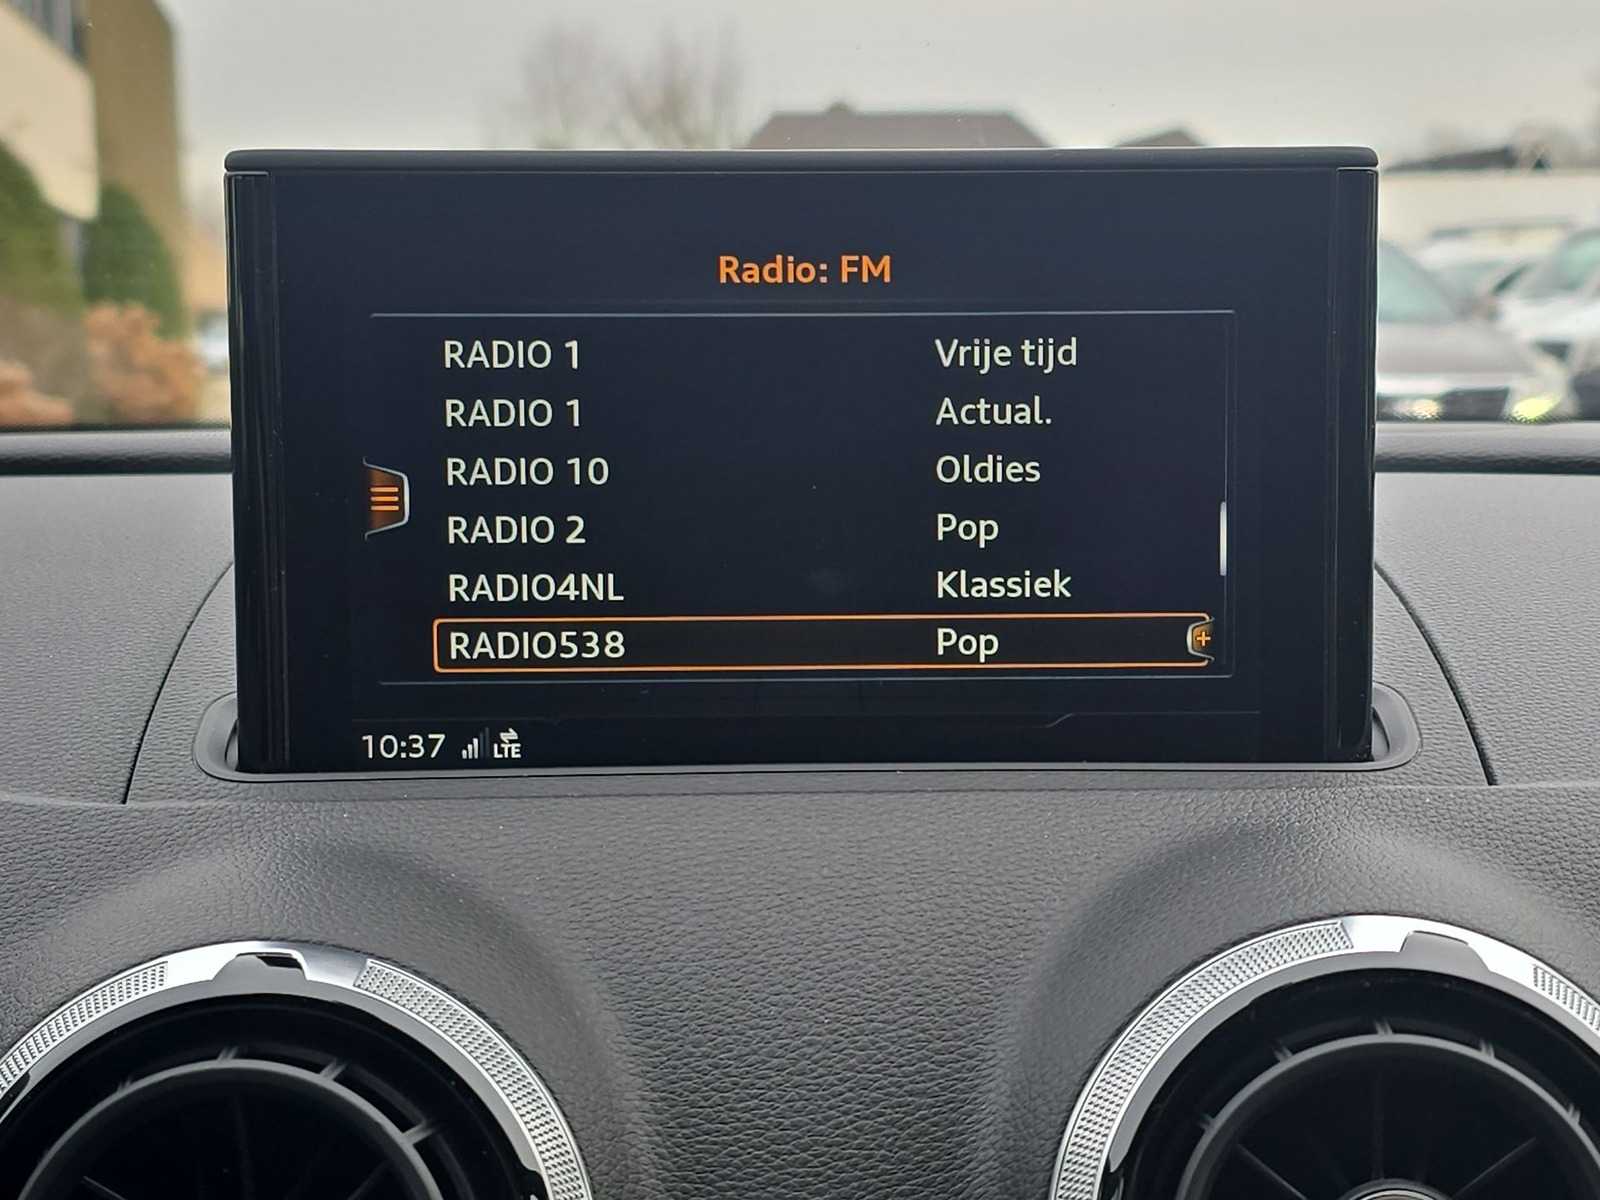 Radio: FM
RADIO 1 Vrije tijd
RADIO 1 Actual.
RADIO 10 Oldies
RADIO 2 Pop
RADIO4NL Klassiek
RADIO538 Pop
10:37 LTE